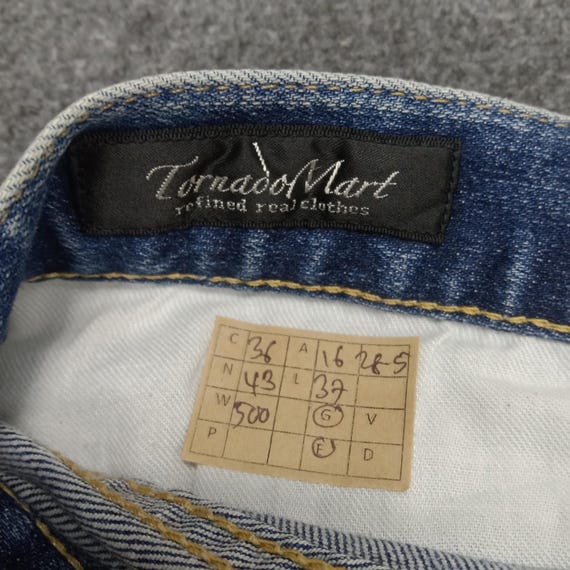 TornadoMart
refined real clothes
C 36 A 16 28.5
N 43 L 37
W 500 G V
P F D